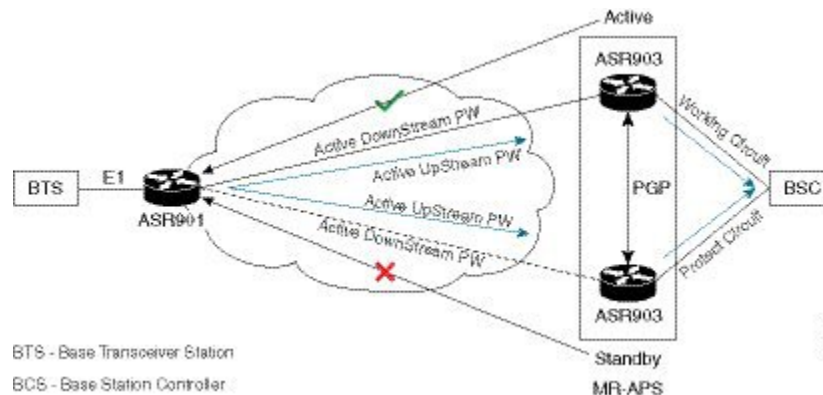 Active
ASR903
Working Circuit
Active DownStream PW
Active UpStream PW
E1
BTS
ASR901
PGP
BSC
Active UpStream PW
Active DownStream PW
Protect Circuit
ASR903
Standby
MR-APS
BTS - Base Transceiver Station
BCS - Base Station Controller